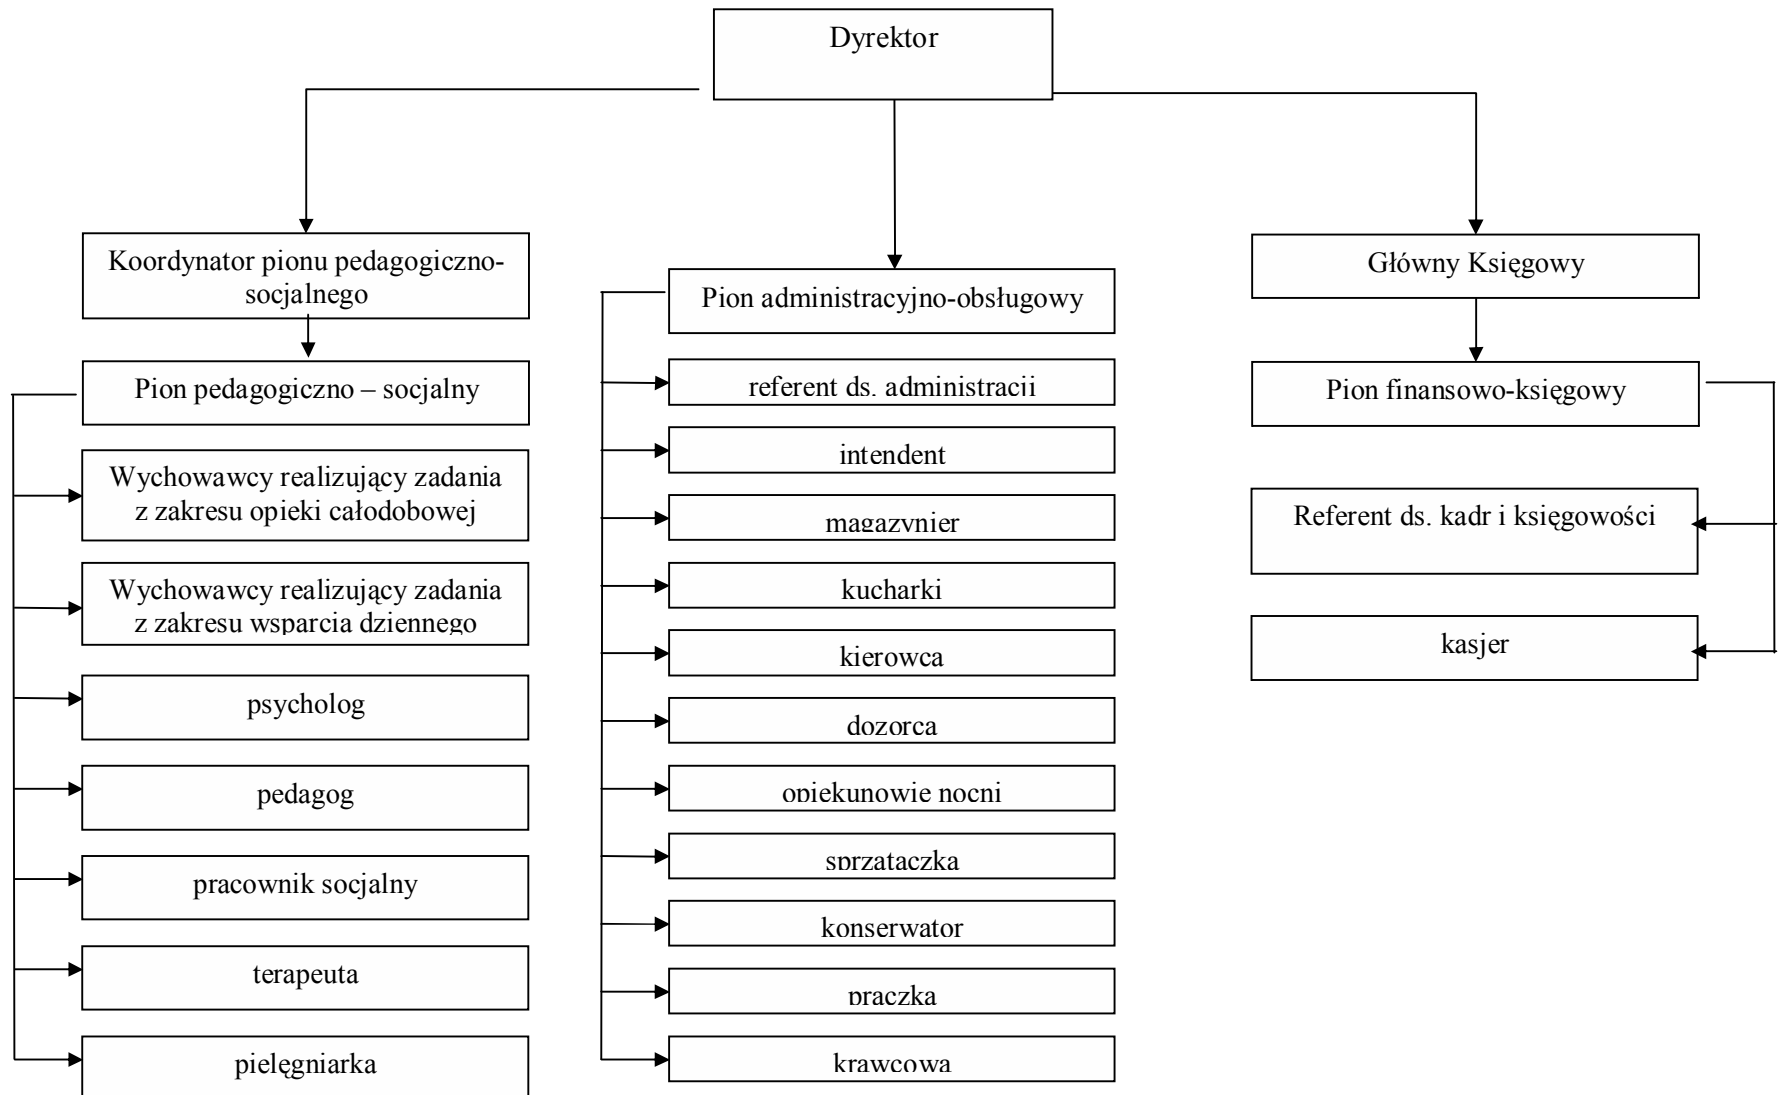 Dyrektor
Koordynator pionu pedagogiczno-
socjalnego
Pion pedagogiczno – socjalny
Wychowawcy realizujący zadania
z zakresu opieki całodobowej
Wychowawcy realizujący zadania
z zakresu wsparcia dziennego
psycholog
pedagog
pracownik socjalny
terapeuta
pielęgniarka
Pion administracyjno-obsługowy
referent ds. administracji
intendent
magazynier
kucharki
kierowca
dozorca
opiekunowie nocni
sprzątaczka
konserwator
praczka
krawcowa
Główny Księgowy
Pion finansowo-księgowy
Referent ds. kadr i księgowości
kasjer